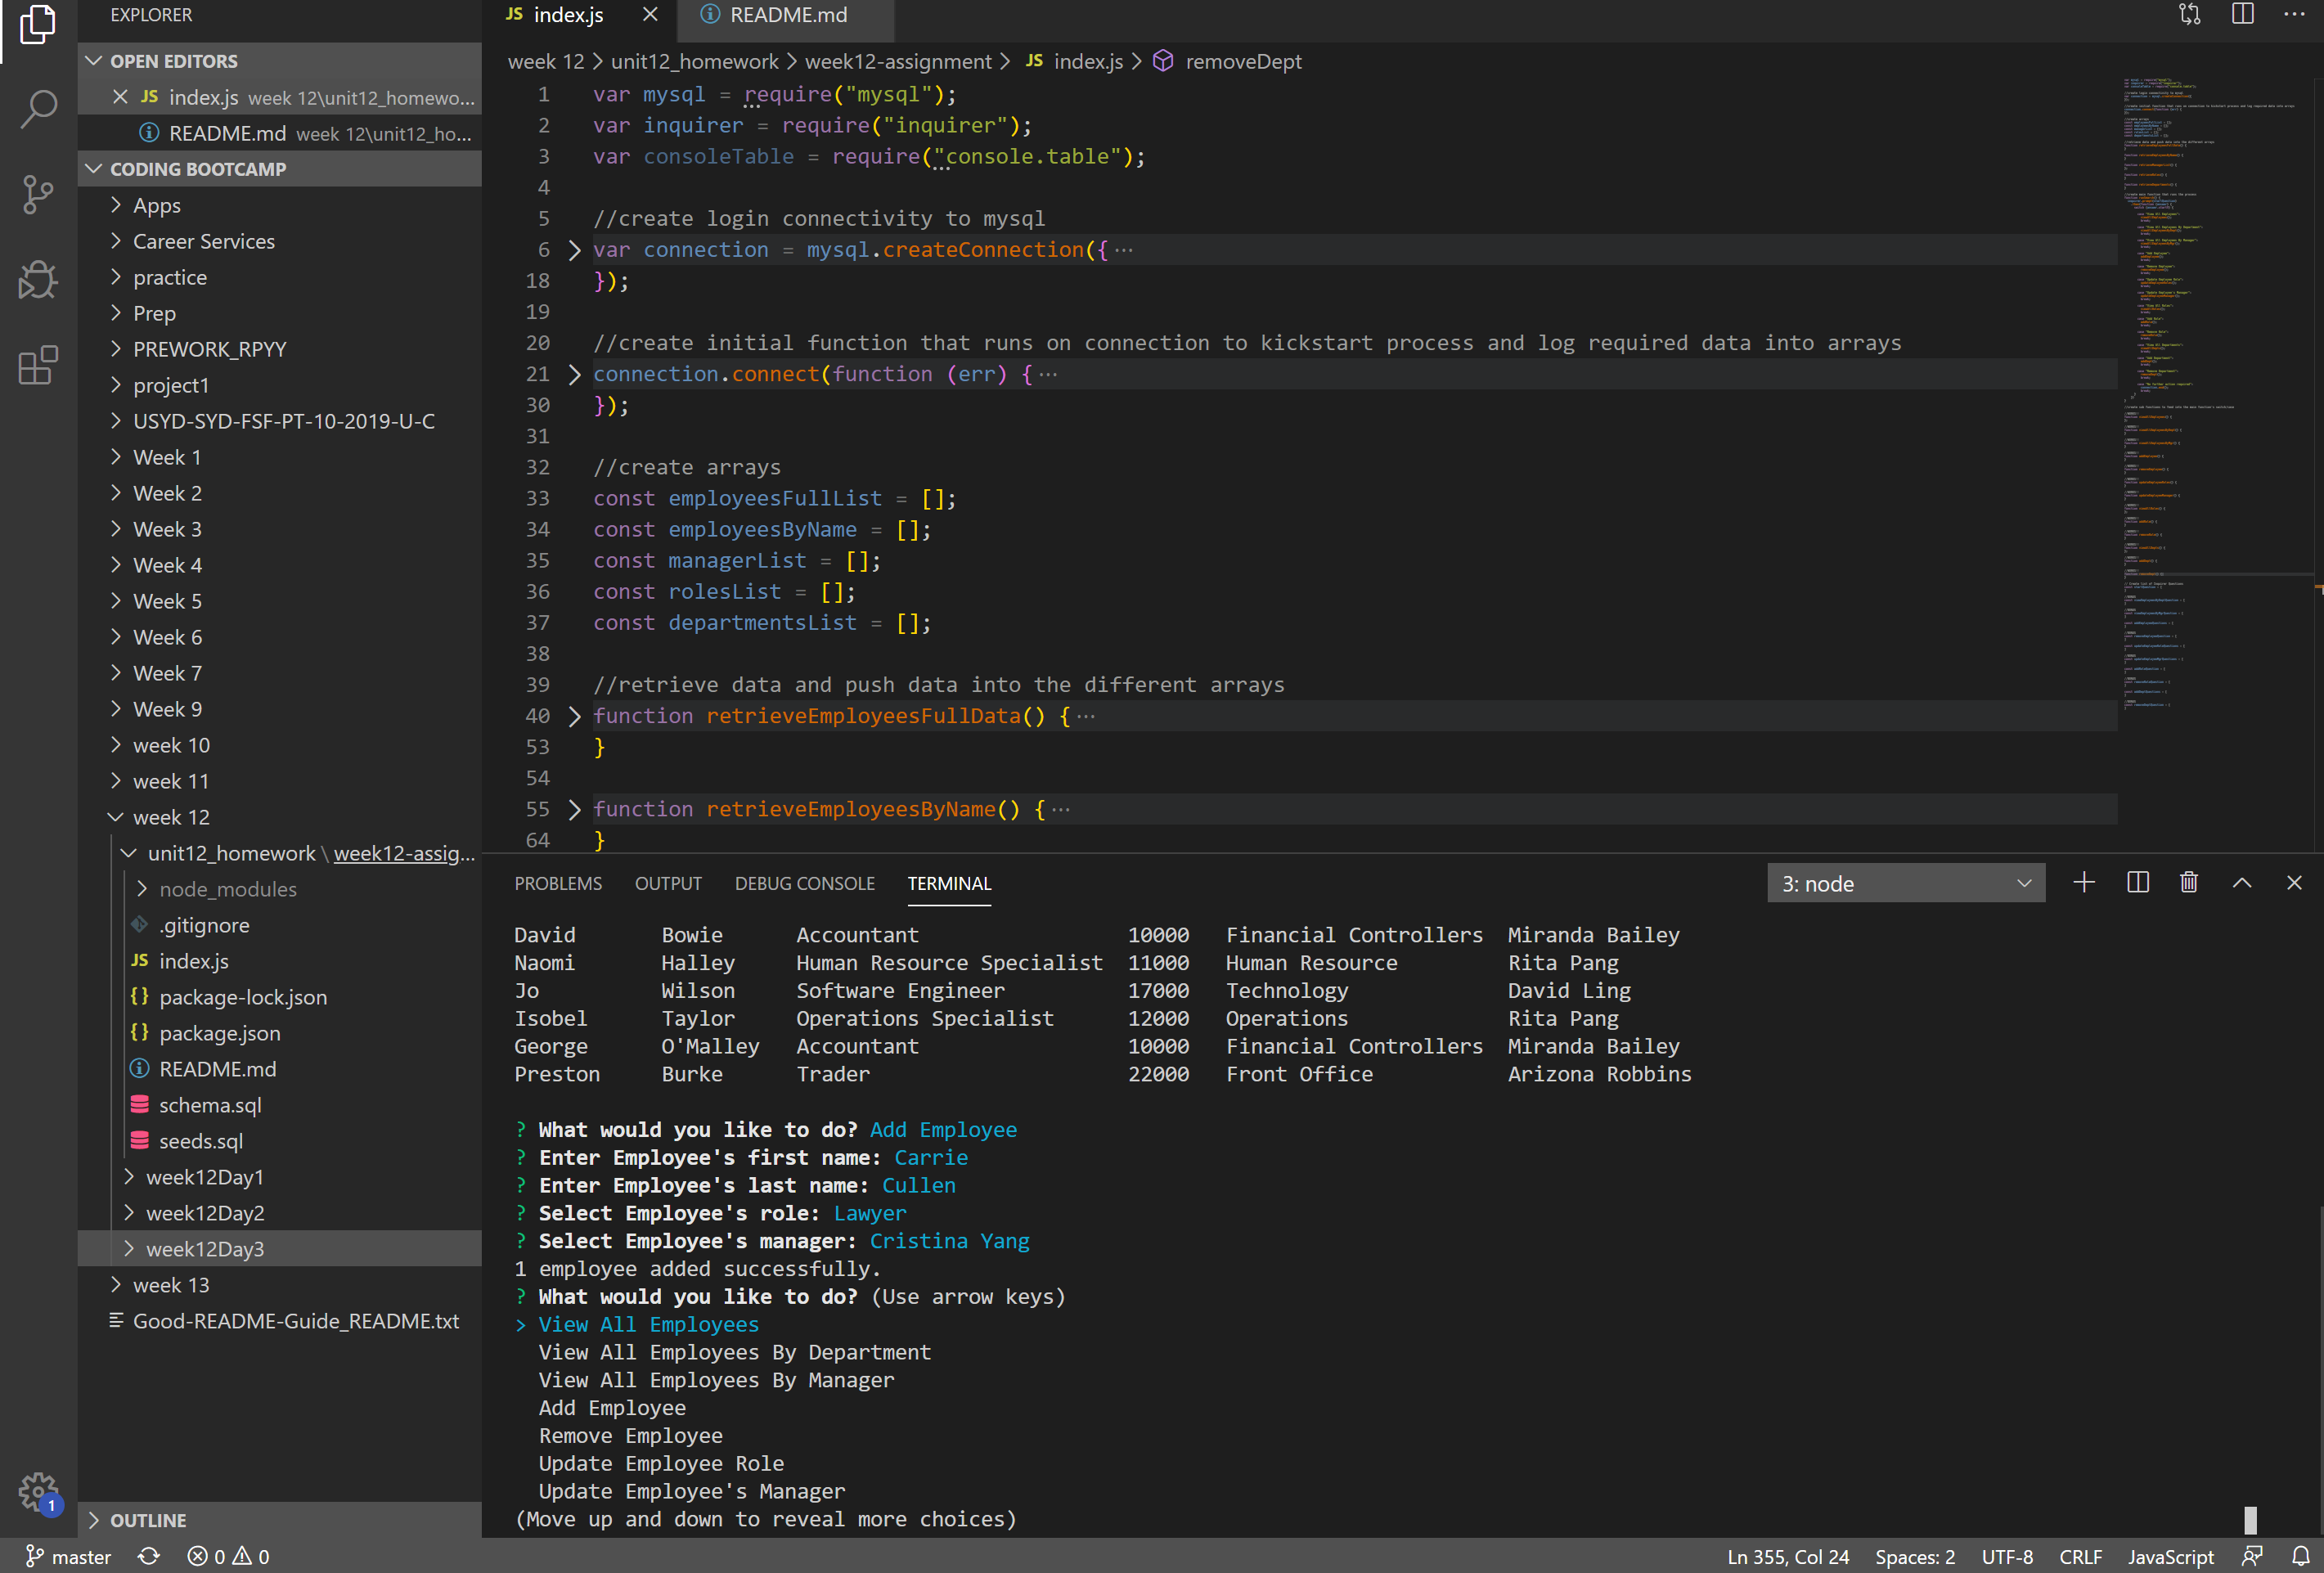 EXPLORER
OPEN EDITORS
JS index.js week 12\unit12_homewo...
README.md week 12\unit12_ho...
CODING BOOTCAMP
Apps
Career Services
practice
Prep
PREWORK_RPYY
project1
USYD-SYD-FSF-PT-10-2019-U-C
Week 1
Week 2
Week 3
Week 4
Week 5
Week 6
Week 7
Week 9
week 10
week 11
week 12
unit12_homework \ week12-assig...
node_modules
.gitignore
JS index.js
{} package-lock.json
{} package.json
README.md
schema.sql
seeds.sql
week12Day1
week12Day2
week12Day3
week 13
Good-README-Guide_README.txt
OUTLINE
1
JS index.js
README.md
week 12 > unit12_homework > week12-assignment > JS index.js > removeDept
1 var mysql = require("mysql");
2 var inquirer = require("inquirer");
3 var consoleTable = require("console.table");
4
5 //create login connectivity to mysql
6 var connection = mysql.createConnection({ ...
18 });
19
20 //create initial function that runs on connection to kickstart process and log required data into arrays
21 connection.connect(function (err) { ...
30 });
31
32 //create arrays
33 const employeesFullList = [];
34 const employeesByName = [];
35 const managerList = [];
36 const rolesList = [];
37 const departmentsList = [];
38
39 //retrieve data and push data into the different arrays
40 function retrieveEmployeesFullData() { ...
53 }
54
55 function retrieveEmployeesByName() { ...
64 }
PROBLEMS OUTPUT DEBUG CONSOLE TERMINAL 3: node
David Bowie Accountant 10000 Financial Controllers Miranda Bailey
Naomi Halley Human Resource Specialist 11000 Human Resource Rita Pang
Jo Wilson Software Engineer 17000 Technology David Ling
Isobel Taylor Operations Specialist 12000 Operations Rita Pang
George O'Malley Accountant 10000 Financial Controllers Miranda Bailey
Preston Burke Trader 22000 Front Office Arizona Robbins
? What would you like to do? Add Employee
? Enter Employee's first name: Carrie
? Enter Employee's last name: Cullen
? Select Employee's role: Lawyer
? Select Employee's manager: Cristina Yang
1 employee added successfully.
? What would you like to do? (Use arrow keys)
> View All Employees
View All Employees By Department
View All Employees By Manager
Add Employee
Remove Employee
Update Employee Role
Update Employee's Manager
(Move up and down to reveal more choices)
master 0 0 Ln 355, Col 24 Spaces: 2 UTF-8 CRLF JavaScript